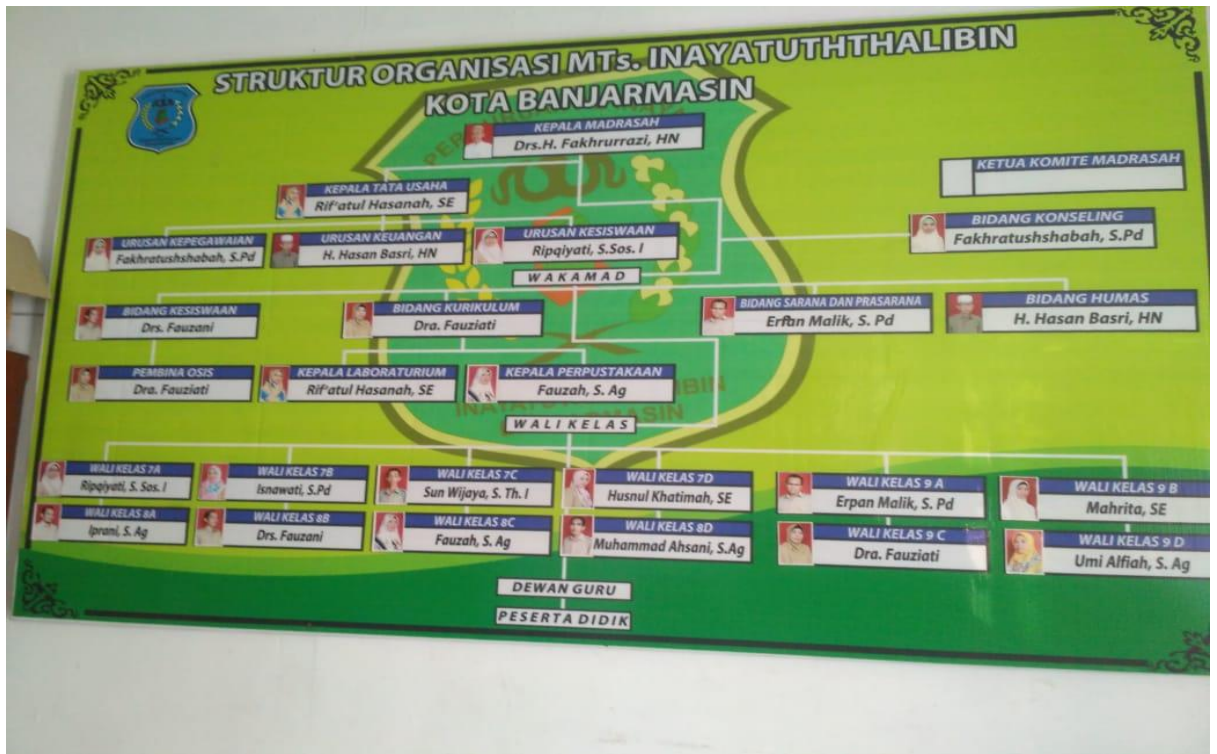 STRUKTUR ORGANISASI MTs. INAYATUTHTHALIBIN
KOTA BANJARMASIN
KEPALA MADRASAH
Drs.H. Fakhrurrazi, HN
KETUA KOMITE MADRASAH
KEPALA TATA USAHA
Rif'atul Hasanah, SE
URUSAN KEPEGAWAIAN
Fakhratushshabah, S.Pd
URUSAN KEUANGAN
H. Hasan Basri, HN
URUSAN KESISWAAN
Ripqiyati, S.Sos. I
BIDANG KONSELING
Fakhratushshabah, S.Pd
WAKAMAD
BIDANG KESISWAAN
Drs. Fauzani
BIDANG KURIKULUM
Dra. Fauziati
BIDANG SARANA DAN PRASARANA
Erfan Malik, S. Pd
BIDANG HUMAS
H. Hasan Basri, HN
PEMBINA OSIS
Dra. Fauziati
KEPALA LABORATURIUM
Rif'atul Hasanah, SE
KEPALA PERPUSTAKAAN
Fauzah, S. Ag
WALI KELAS
WALI KELAS 7A
Ripqiyati, S. Sos. I
WALI KELAS 7B
Isnawati, S.Pd
WALI KELAS 7C
Sun Wijaya, S. Th. I
WALI KELAS 7D
Husnul Khatimah, SE
WALI KELAS 9 A
Erpan Malik, S. Pd
WALI KELAS 9 B
Mahrita, SE
WALI KELAS 8A
Iprani, S. Ag
WALI KELAS 8B
Drs. Fauzani
WALI KELAS 8C
Fauzah, S. Ag
WALI KELAS 8D
Muhammad Ahsani, S.Ag
WALI KELAS 9 C
Dra. Fauziati
WALI KELAS 9 D
Umi Alfiah, S. Ag
DEWAN GURU
PESERTA DIDIK